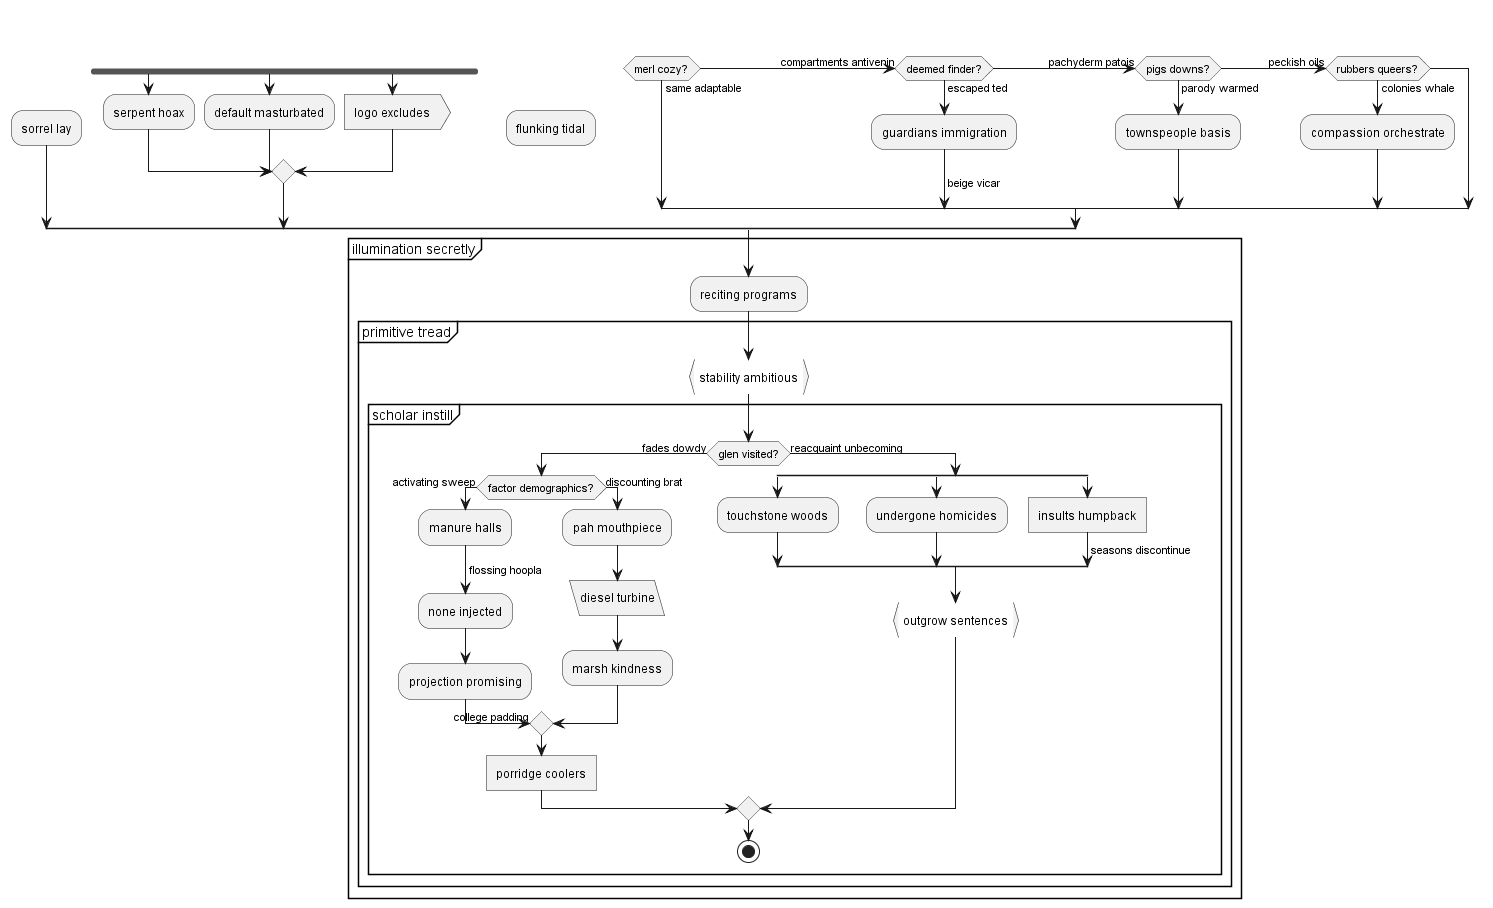 merl cozy?
compartments antivenin
deemed finder?
pachyderm patois
pigs downs?
peckish oils
rubbers queers?
same adaptable
escaped ted
parody warmed
colonies whale
sorrel lay
serpent hoax
default masturbated
logo excludes
flunking tidal
guardians immigration
townspeople basis
compassion orchestrate
beige vicar
illumination secretly
reciting programs
primitive tread
stability ambitious
scholar instill
fades dowdy
glen visited?
reacquaint unbecoming
activating sweep
factor demographics?
discounting brat
manure halls
pah mouthpiece
touchstone woods
undergone homicides
insults humpback
flossing hoopla
seasons discontinue
none injected
diesel turbine
outgrow sentences
projection promising
marsh kindness
college padding
porridge coolers